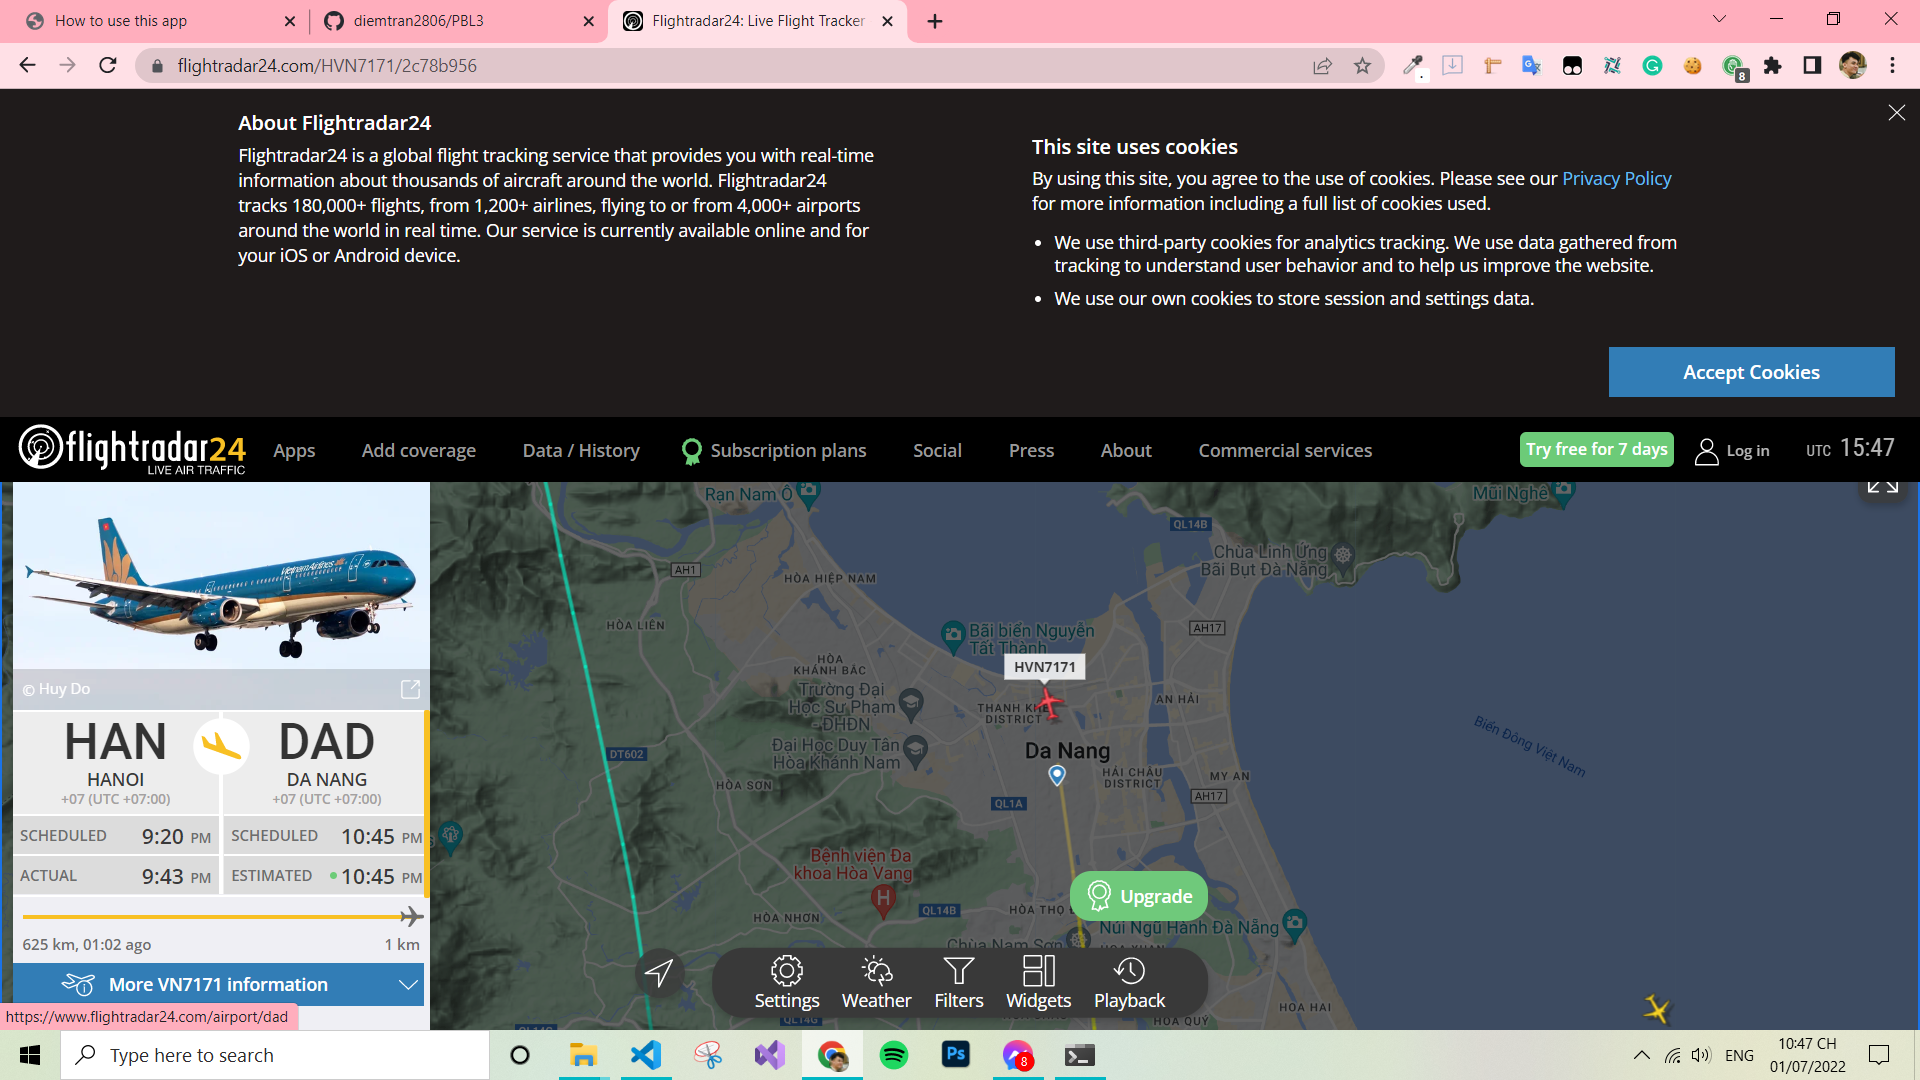 How to use this app
diemtran2806/PBL3
Flightradar24: Live Flight Tracker
flightradar24.com/HVN7171/2c78b956
8
About Flightradar24
Flightradar24 is a global flight tracking service that provides you with real-time
information about thousands of aircraft around the world. Flightradar24
tracks 180,000+ flights, from 1,200+ airlines, flying to or from 4,000+ airports
around the world in real time. Our service is currently available online and for
your iOS or Android device.
This site uses cookies
By using this site, you agree to the use of cookies. Please see our Privacy Policy
for more information including a full list of cookies used.
• We use third-party cookies for analytics tracking. We use data gathered from
tracking to understand user behavior and to help us improve the website.
• We use our own cookies to store session and settings data.
Accept Cookies
flightradar24
LIVE AIR TRAFFIC
Apps
Add coverage
Data / History
Subscription plans
Social
Press
About
Commercial services
Try free for 7 days
Log in
UTC 15:47
Vietnam Airlines
© Huy Do
HAN
HANOI
+07 (UTC +07:00)
DAD
DA NANG
+07 (UTC +07:00)
SCHEDULED 9:20 PM
SCHEDULED 10:45 PM
ACTUAL 9:43 PM
ESTIMATED 10:45 PM
625 km, 01:02 ago
1 km
More VN7171 information
https://www.flightradar24.com/airport/dad
Rạn Nam Ô
Mũi Nghê
QL14B
Chùa Linh Ứng
Bãi Bụt Đà Nẵng
AH1
HÒA HIỆP NAM
HÒA LIÊN
Bãi biển Nguyễn
Tất Thành
AH17
HVN7171
HÒA
KHÁNH BẮC
Trường Đại
Học Sư Phạm
- ĐHĐN
THANH KHÊ
DISTRICT
AN HẢI
Đại Học Duy Tân
Hòa Khánh Nam
DT602
Da Nang
HẢI CHÂU
DISTRICT
MY AN
HÒA SƠN
AH17
QL1A
Biển Đông Việt Nam
Bệnh viện Đa
khoa Hòa Vang
H
HÒA NHƠN
QL14B
HÒA THỌ
Upgrade
Núi Ngũ Hành Đà Nẵng
Chùa Nam Sơn
HOA HAI
HÒA QUÝ
QL14G
Settings
Weather
Filters
Widgets
Playback
Type here to search
Ps
8
ENG
10:47 CH
01/07/2022